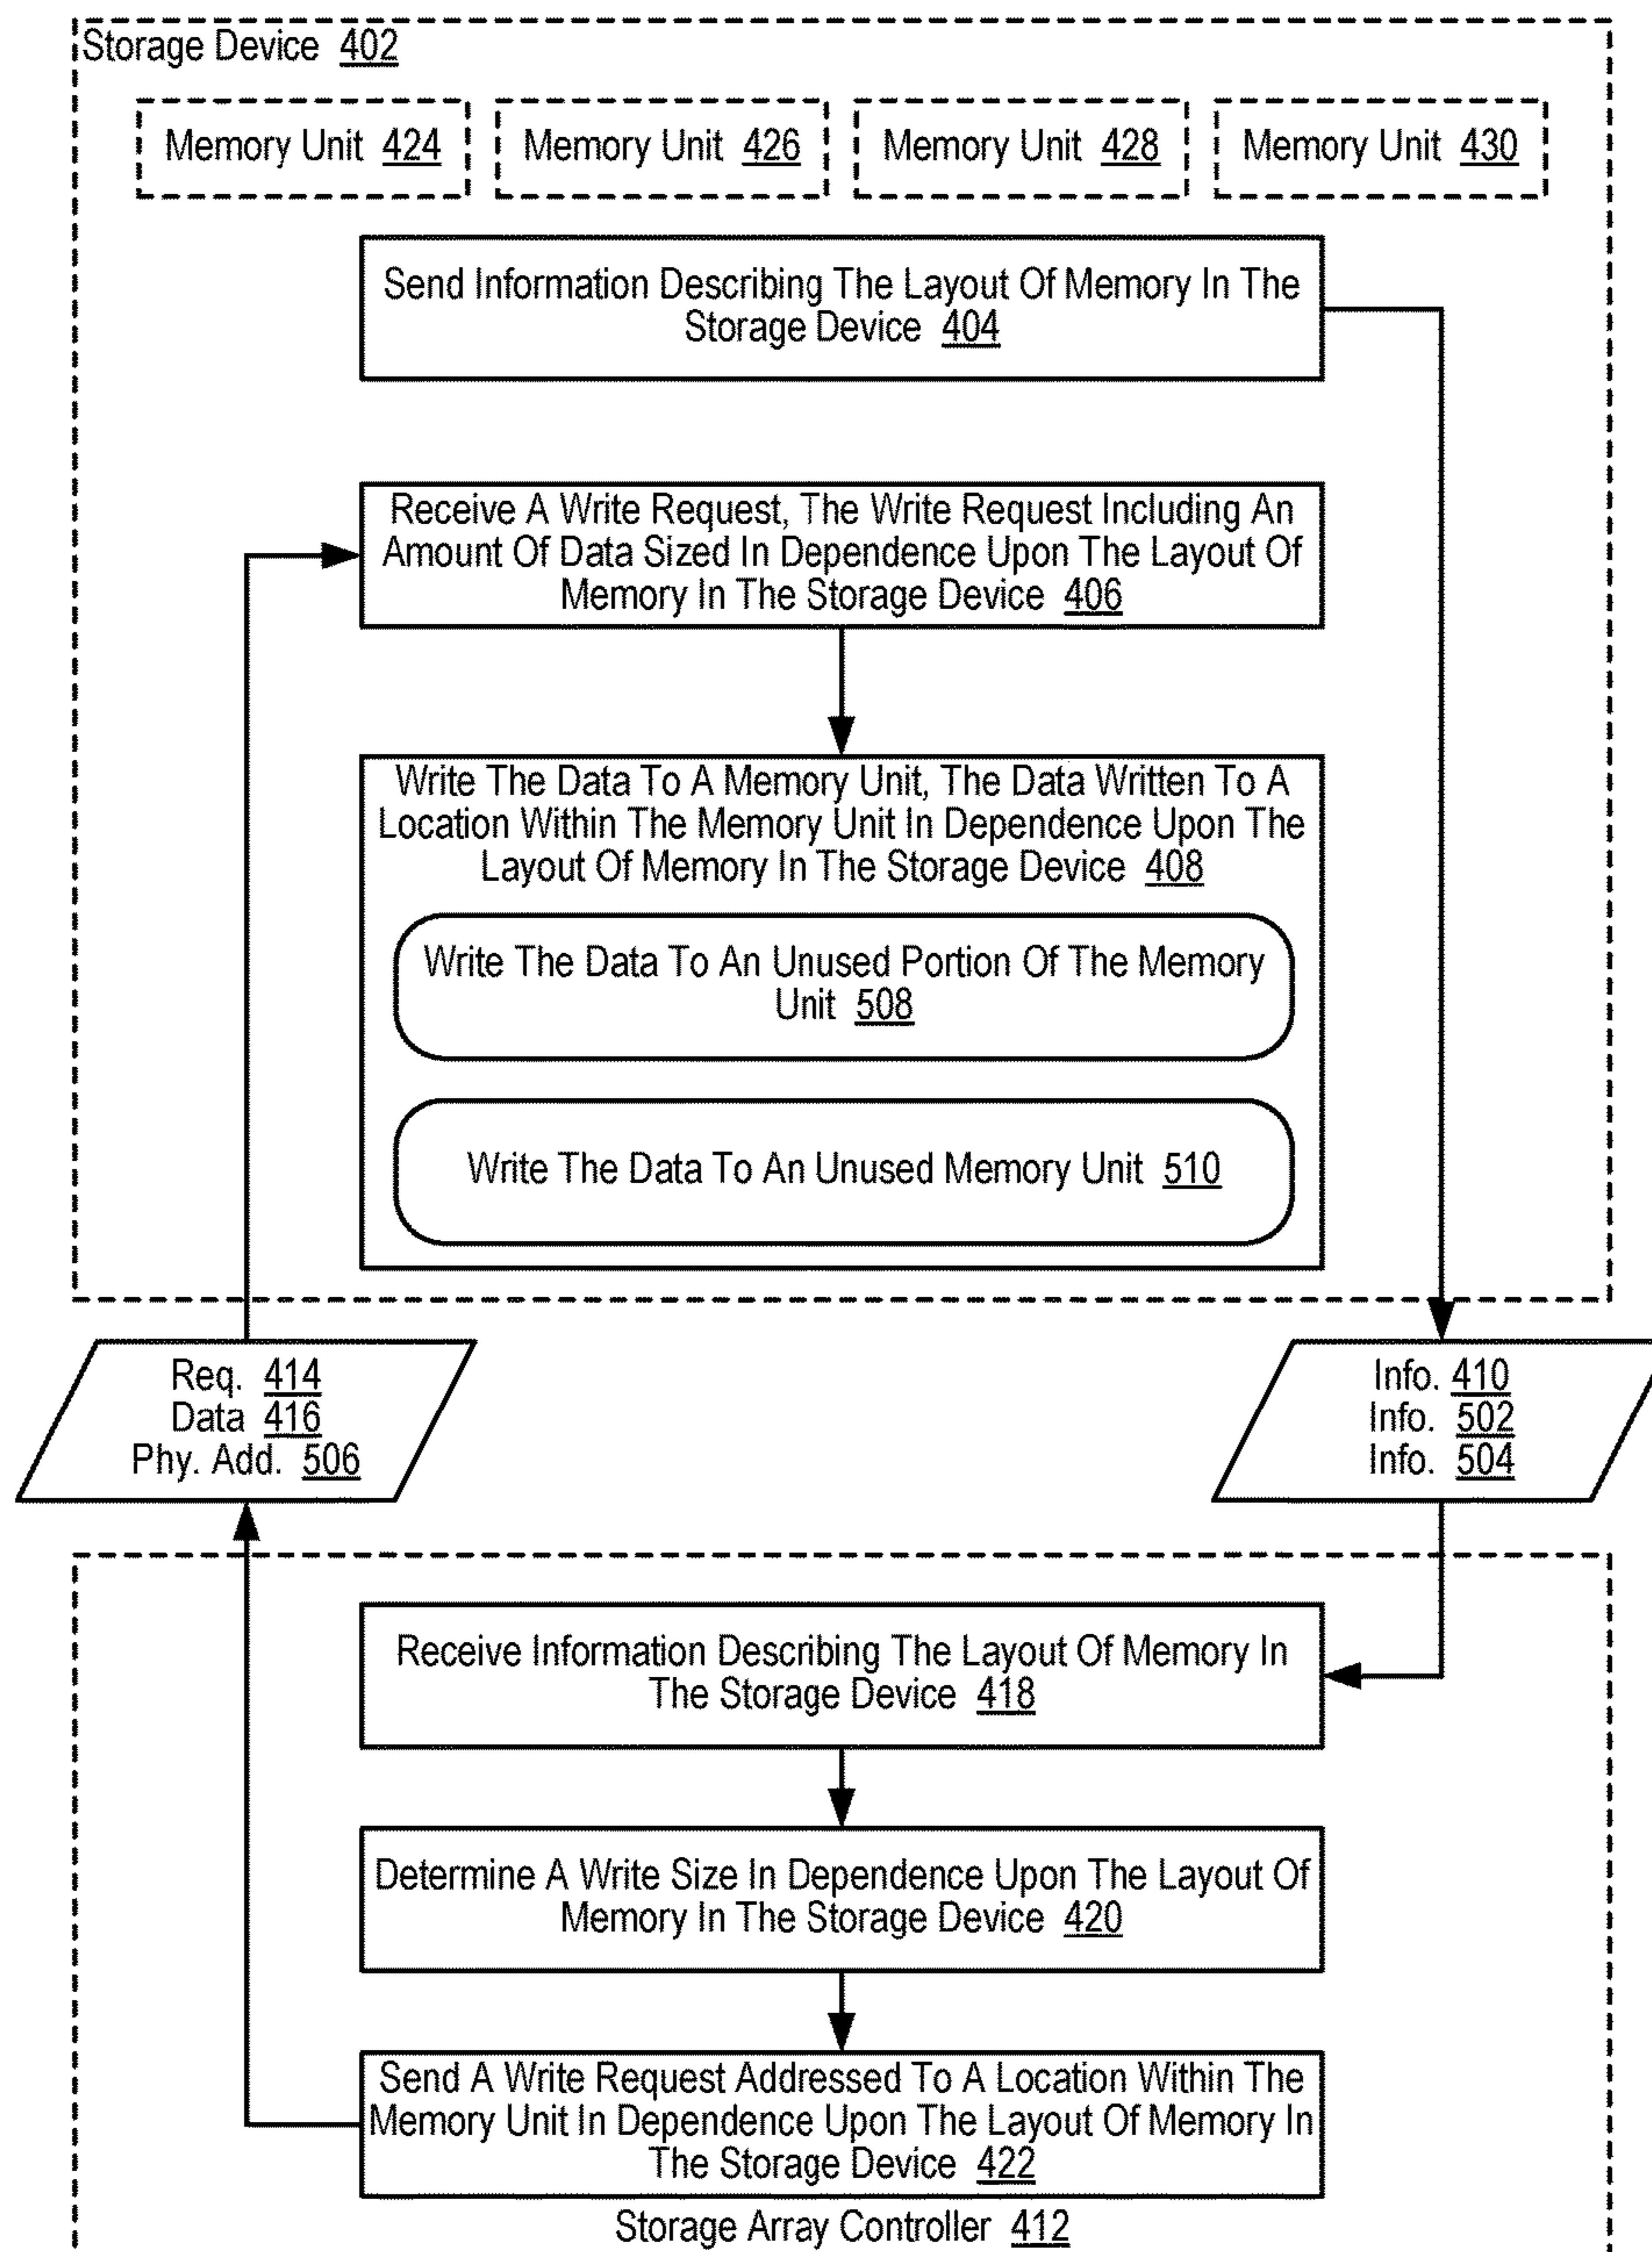 Storage Device 402
Memory Unit 424
Memory Unit 426
Memory Unit 428
Memory Unit 430
Send Information Describing The Layout Of Memory In The
Storage Device 404
Receive A Write Request, The Write Request Including An
Amount Of Data Sized In Dependence Upon The Layout Of
Memory In The Storage Device 406
Write The Data To A Memory Unit, The Data Written To A
Location Within The Memory Unit In Dependence Upon The
Layout Of Memory In The Storage Device 408
Write The Data To An Unused Portion Of The Memory
Unit 508
Write The Data To An Unused Memory Unit 510
Req. 414
Data 416
Phy. Add. 506
Info. 410
Info. 502
Info. 504
Receive Information Describing The Layout Of Memory In
The Storage Device 418
Determine A Write Size In Dependence Upon The Layout Of
Memory In The Storage Device 420
Send A Write Request Addressed To A Location Within The
Memory Unit In Dependence Upon The Layout Of Memory In
The Storage Device 422
Storage Array Controller 412